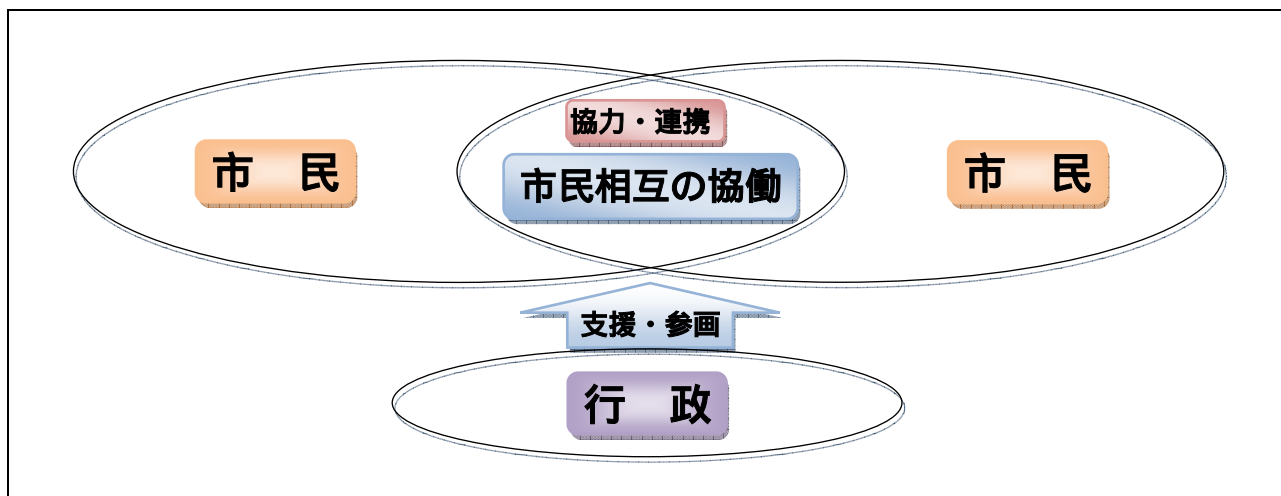 協力・連携
市　民
市民相互の協働
市　民
支援・参画
行　政